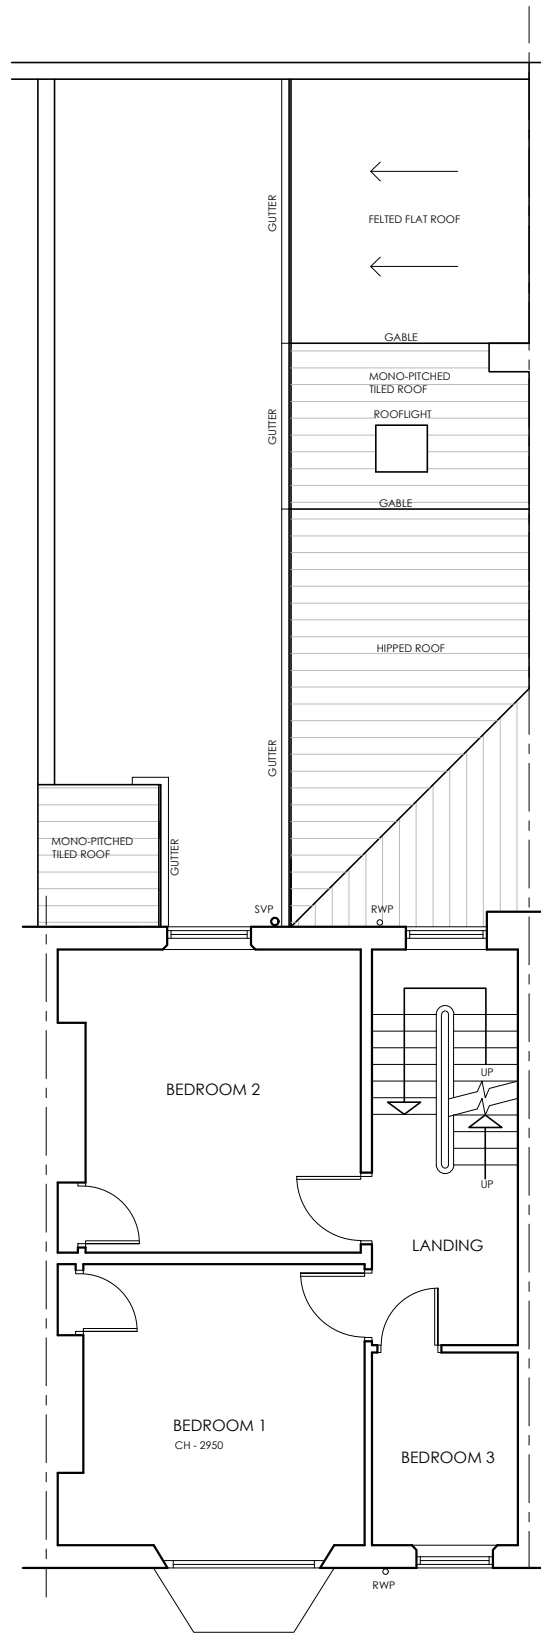 GUTTER
FELTED FLAT ROOF
GABLE
MONO-PITCHED
TILED ROOF
ROOFLIGHT
GUTTER
GABLE
HIPPED ROOF
GUTTER
MONO-PITCHED
TILED ROOF
GUTTER
SVP
RWP
UP
BEDROOM 2
UP
LANDING
BEDROOM 1
CH - 2950
BEDROOM 3
RWP